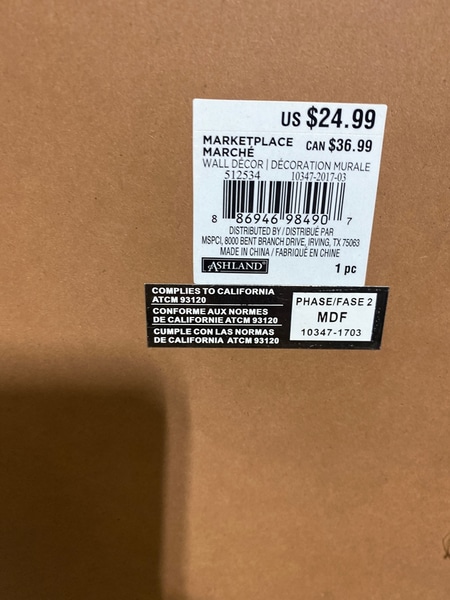 US $24.99
MARKETPLACE CAN $36.99
MARCHÉ
WALL DÉCOR | DÉCORATION MURALE
512534 10347-2017-03
8 86946 98490 7
DISTRIBUTED BY / DISTRIBUÉ PAR
MSPCI, 8000 BENT BRANCH DRIVE, IRVING, TX 75063
MADE IN CHINA / FABRIQUÉ EN CHINE
ASHLAND 1 pc
COMPLIES TO CALIFORNIA
ATCM 93120
CONFORME AUX NORMES
DE CALIFORNIE ATCM 93120
CUMPLE CON LAS NORMAS
DE CALIFORNIA ATCM 93120
PHASE/FASE 2
MDF
10347-1703